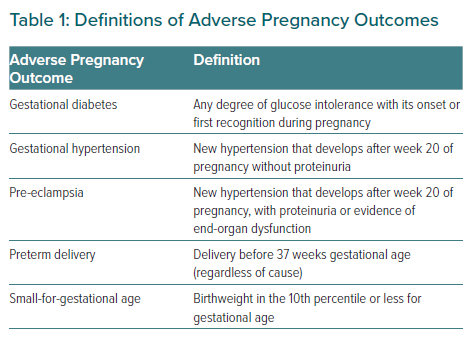 Table 1: Definitions of Adverse Pregnancy Outcomes
Adverse Pregnancy Outcome Definition
Gestational diabetes Any degree of glucose intolerance with its onset or
first recognition during pregnancy
Gestational hypertension New hypertension that develops after week 20 of
pregnancy without proteinuria
Pre-eclampsia New hypertension that develops after week 20 of
pregnancy, with proteinuria or evidence of
end-organ dysfunction
Preterm delivery Delivery before 37 weeks gestational age
(regardless of cause)
Small-for-gestational age Birthweight in the 10th percentile or less for
gestational age